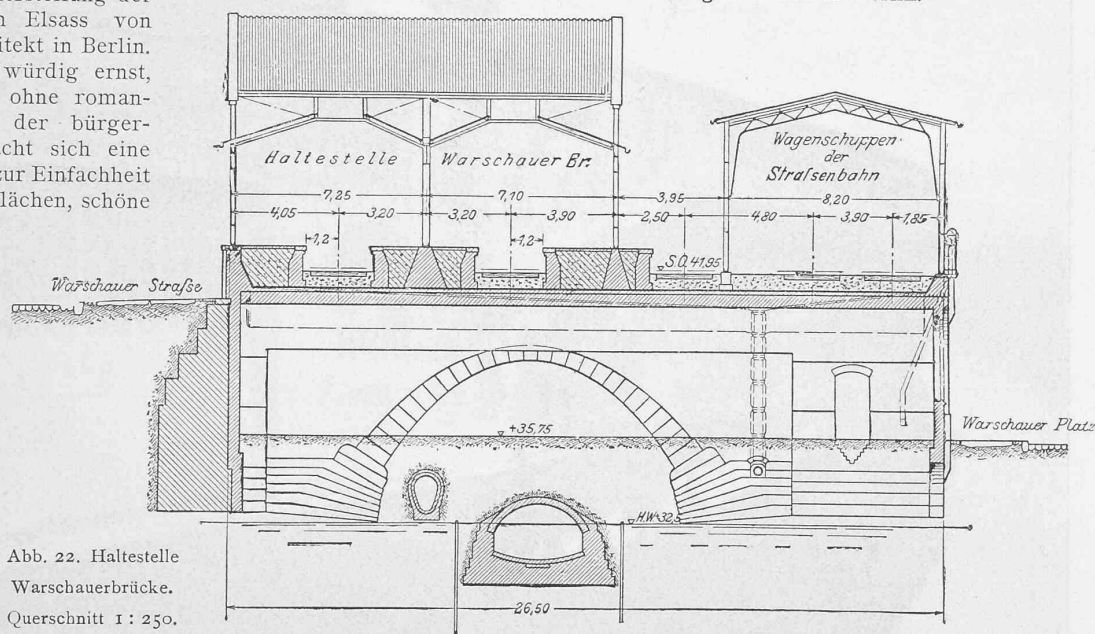 n Elsass von
itekt in Berlin.
würdig ernst,
ohne roman-
der bürger-
cht sich eine
zur Einfachheit
lächen, schöne
Haltestelle Warschauer Br.
Wagenschuppen
der
Straſsenbahn
7,25 7,10 3,95 8,20
4,05 3,20 3,20 3,90 2,50 4,80 3,90 1,85
1,2 1,2
S.O. 41,95
Warschauer Straſse
+35,75
Warschauer Platz
H.W. 32,5
26,50
Abb. 22. Haltestelle
Warschauerbrücke.
Querschnitt 1 : 250.